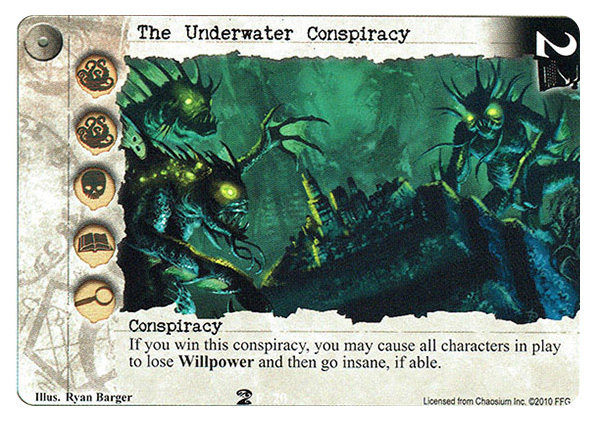 The Underwater Conspiracy
2
Conspiracy
If you win this conspiracy, you may cause all characters in play
to lose Willpower and then go insane, if able.
Illus. Ryan Barger
20
Licensed from Chaosium Inc. ©2010 FFG